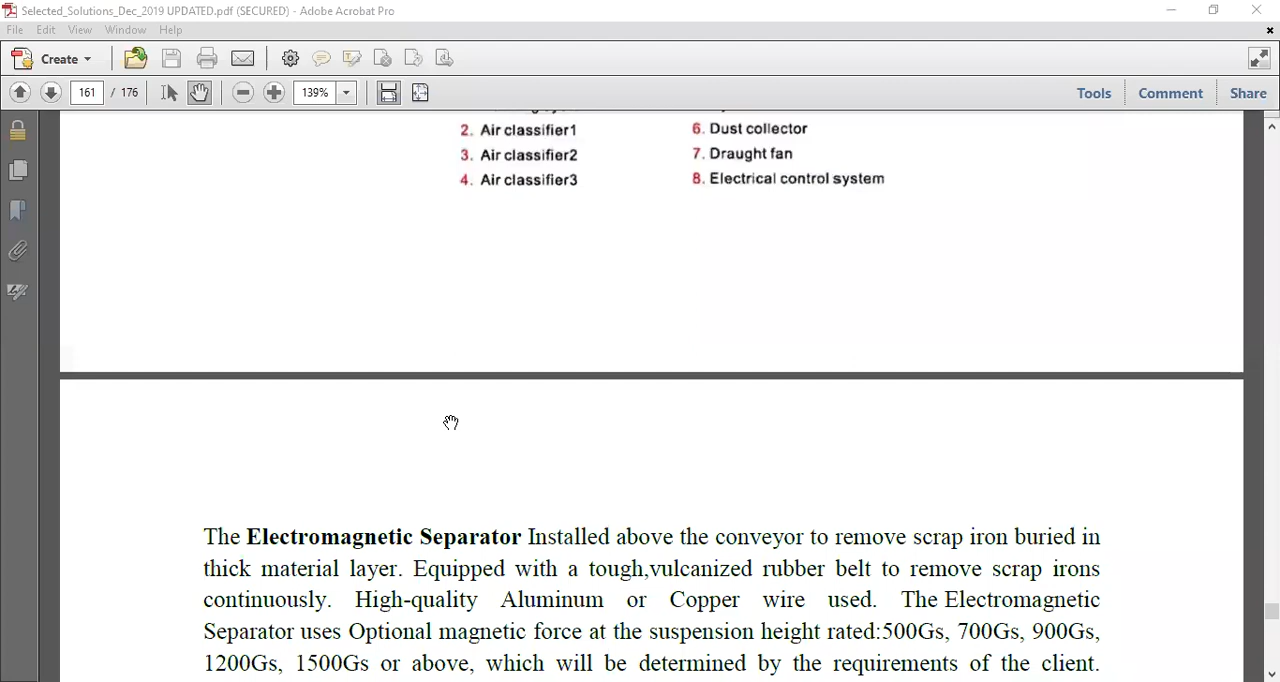 Selected_Solutions_Dec_2019 UPDATED.pdf (SECURED) - Adobe Acrobat Pro
File Edit View Window Help
Create
161 / 176 139% Tools Comment Share
2. Air classifier1 6. Dust collector
3. Air classifier2 7. Draught fan
4. Air classifier3 8. Electrical control system
The Electromagnetic Separator Installed above the conveyor to remove scrap iron buried in
thick material layer. Equipped with a tough,vulcanized rubber belt to remove scrap irons
continuously. High-quality Aluminum or Copper wire used. The Electromagnetic
Separator uses Optional magnetic force at the suspension height rated:500Gs, 700Gs, 900Gs,
1200Gs, 1500Gs or above, which will be determined by the requirements of the client.